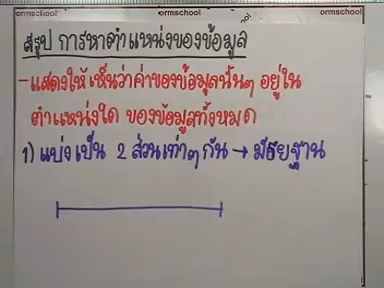 ormschool ormschool
ormschool
สรุป การหาตำแหน่งของข้อมูล
- แสดงให้เห็นว่าค่าของข้อมูลนั้นๆ อยู่ใน
ตำแหน่งใด ของข้อมูลทั้งหมด
1) แบ่งเป็น 2 ส่วนเท่าๆกัน → มัธยฐาน